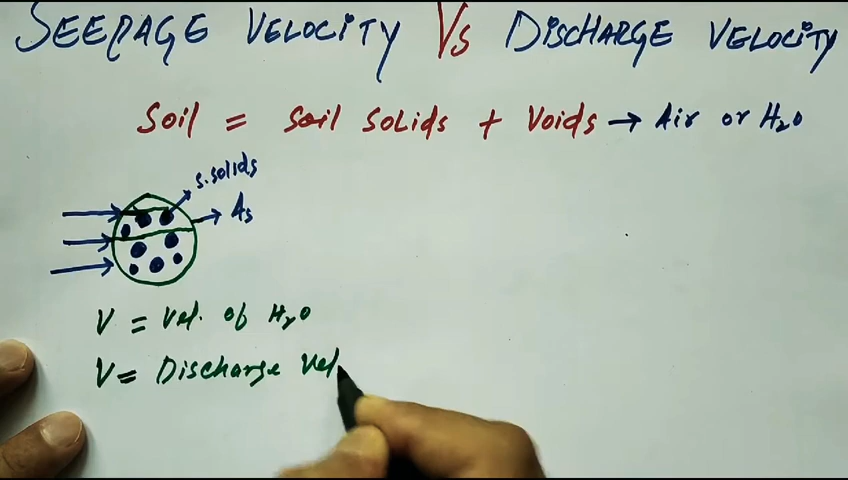 SEEPAGE VELOCITY Vs DISCHARGE VELOCITY
Soil = Soil Solids + Voids → Air or H2O
S. Solids
As
V = Vel. of H2O
V = Discharge Vel